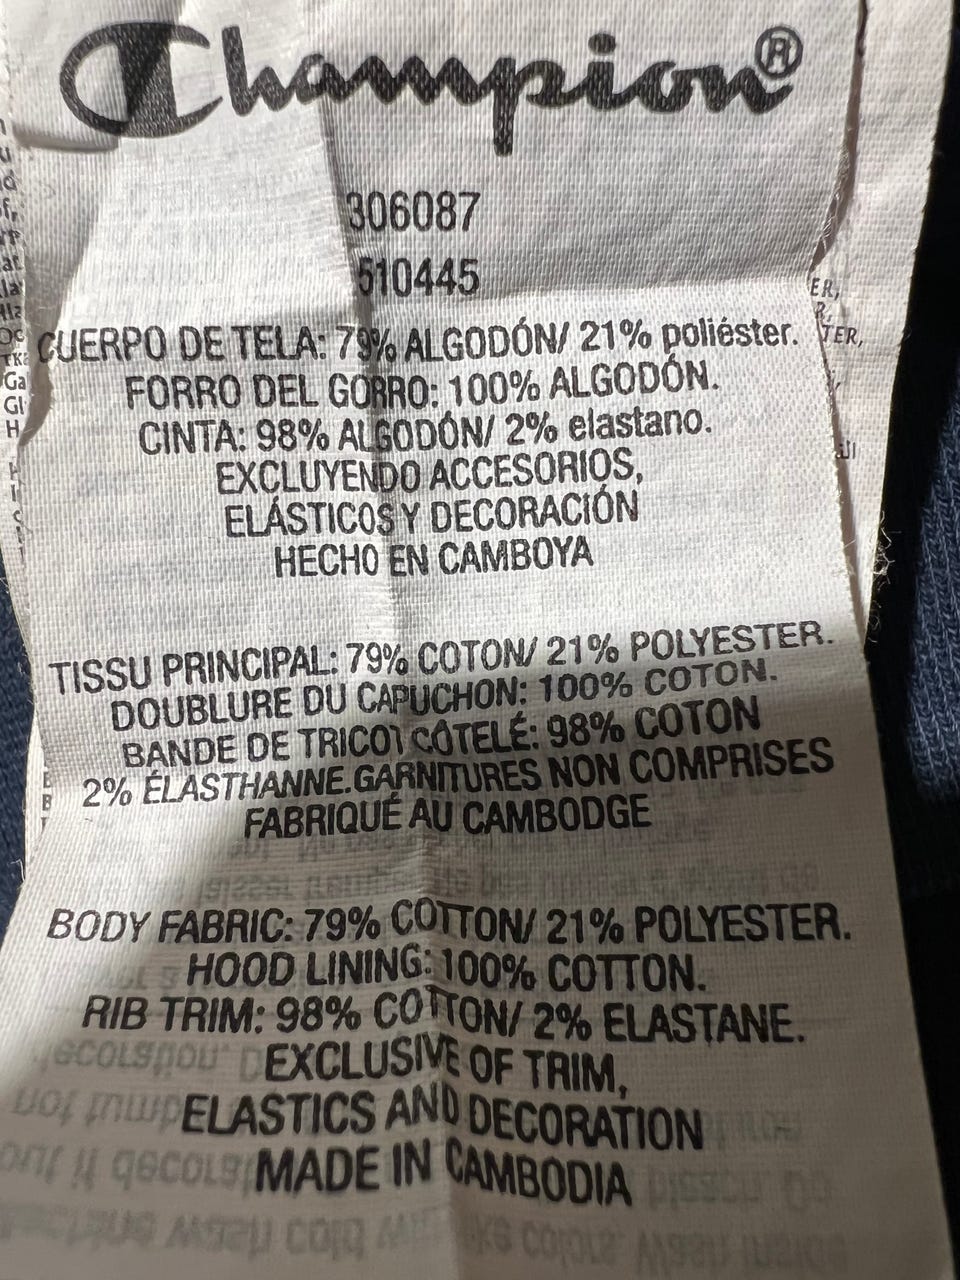 Champion®
306087
510445
CUERPO DE TELA: 79% ALGODÓN/ 21% poliéster.
FORRO DEL GORRO: 100% ALGODÓN.
CINTA: 98% ALGODÓN/ 2% elastano.
EXCLUYENDO ACCESORIOS,
ELÁSTICOS Y DECORACIÓN
HECHO EN CAMBOYA
TISSU PRINCIPAL: 79% COTON/ 21% POLYESTER.
DOUBLURE DU CAPUCHON: 100% COTON.
BANDE DE TRICOT CÔTELÉ: 98% COTON
2% ÉLASTHANNE.GARNITURES NON COMPRISES
FABRIQUÉ AU CAMBODGE
BODY FABRIC: 79% COTTON/ 21% POLYESTER.
HOOD LINING: 100% COTTON.
RIB TRIM: 98% COTTON/ 2% ELASTANE.
EXCLUSIVE OF TRIM,
ELASTICS AND DECORATION
MADE IN CAMBODIA